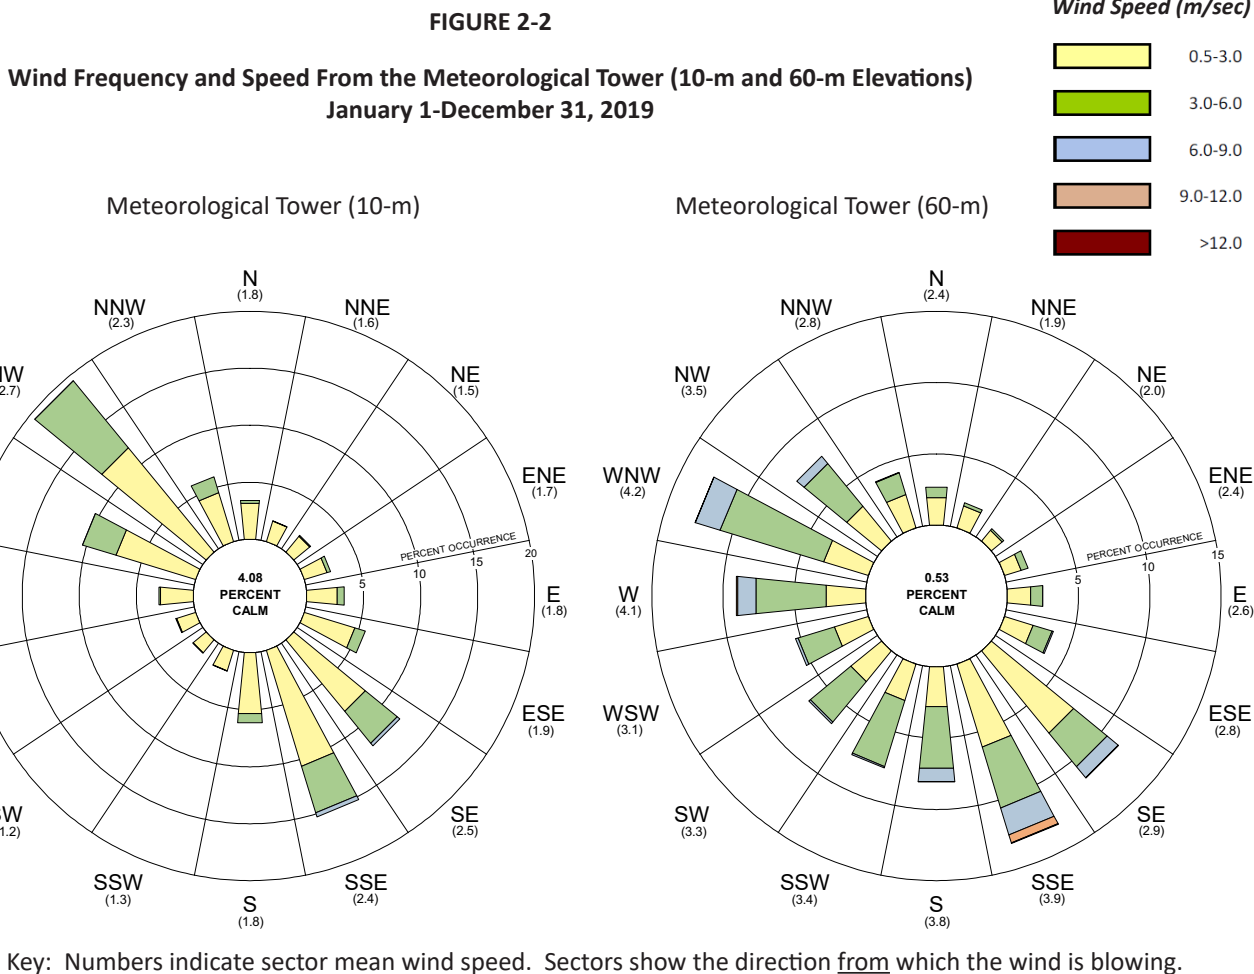 Wind Speed (m/sec)
0.5-3.0
3.0-6.0
6.0-9.0
9.0-12.0
>12.0
FIGURE 2-2
Wind Frequency and Speed From the Meteorological Tower (10-m and 60-m Elevations)
January 1-December 31, 2019
Meteorological Tower (10-m)
N
(1.8)
NNE
(1.6)
NE
(1.5)
ENE
(1.7)
E
(1.8)
ESE
(1.9)
SE
(2.5)
SSE
(2.4)
S
(1.8)
SSW
(1.3)
SW
1.2)
IW
2.7)
NNW
(2.3)
PERCENT OCCURRENCE
5
10
15
20
4.08
PERCENT
CALM
Meteorological Tower (60-m)
N
(2.4)
NNE
(1.9)
NE
(2.0)
ENE
(2.4)
E
(2.6)
ESE
(2.8)
SE
(2.9)
SSE
(3.9)
S
(3.8)
SSW
(3.4)
SW
(3.3)
WSW
(3.1)
W
(4.1)
WNW
(4.2)
NW
(3.5)
NNW
(2.8)
PERCENT OCCURRENCE
5
10
15
0.53
PERCENT
CALM
Key: Numbers indicate sector mean wind speed. Sectors show the direction from which the wind is blowing.